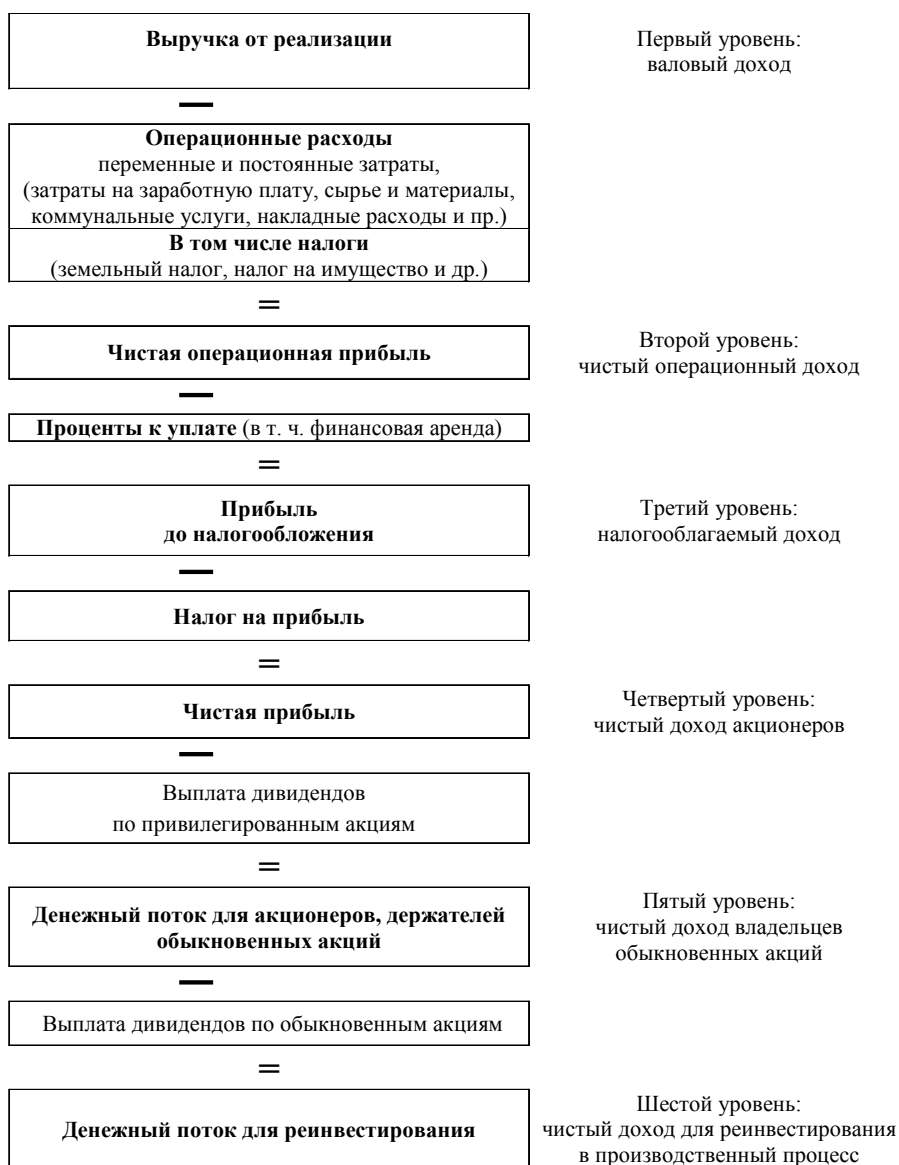 Выручка от реализации
Первый уровень:
валовый доход
—
Операционные расходы
переменные и постоянные затраты,
(затраты на заработную плату, сырье и материалы,
коммунальные услуги, накладные расходы и пр.)
В том числе налоги
(земельный налог, налог на имущество и др.)
=
Чистая операционная прибыль
Второй уровень:
чистый операционный доход
—
Проценты к уплате (в т. ч. финансовая аренда)
=
Прибыль
до налогообложения
Третий уровень:
налогооблагаемый доход
—
Налог на прибыль
=
Чистая прибыль
Четвертый уровень:
чистый доход акционеров
—
Выплата дивидендов
по привилегированным акциям
=
Денежный поток для акционеров, держателей
обыкновенных акций
Пятый уровень:
чистый доход владельцев
обыкновенных акций
—
Выплата дивидендов по обыкновенным акциям
=
Денежный поток для реинвестирования
Шестой уровень:
чистый доход для реинвестирования
в производственный процесс